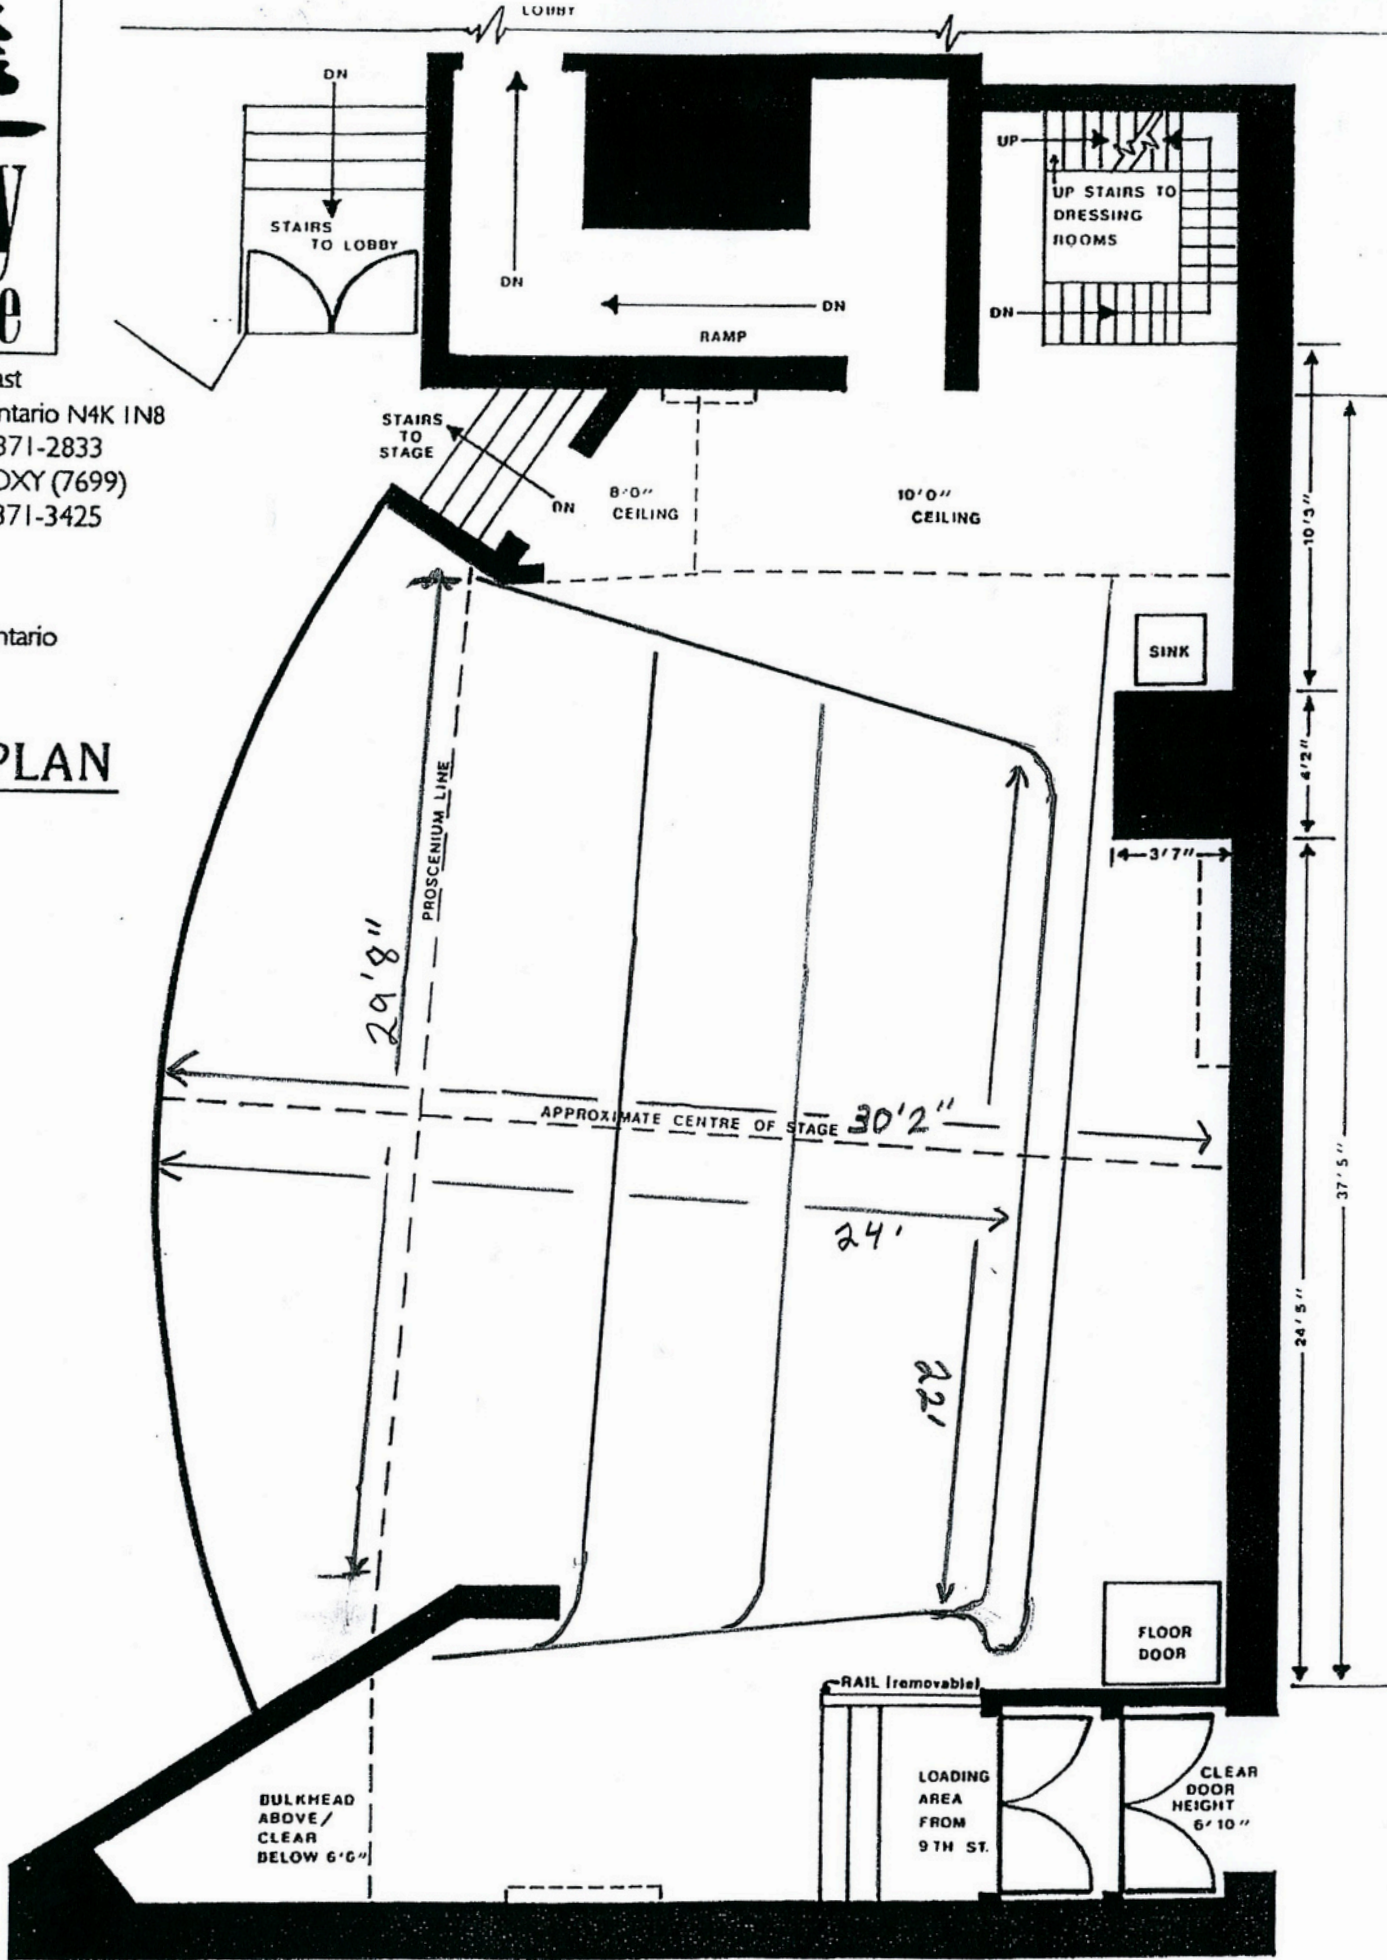 LOBBY
DN
STAIRS
TO LOBBY
DN
DN
RAMP
UP
UP STAIRS TO
DRESSING
ROOMS
DN
y
e
ast
ntario N4K 1N8
371-2833
OXY (7699)
371-3425
ntario
PLAN
STAIRS
TO
STAGE
DN
8'0"
CEILING
10'0"
CEILING
10'3"
SINK
4'2"
3'7"
PROSCENIUM LINE
29'8"
APPROXIMATE CENTRE OF STAGE
30'2"
24'
22'
37'5"
24'5"
FLOOR
DOOR
RAIL (removable)
LOADING
AREA
FROM
9TH ST.
CLEAR
DOOR
HEIGHT
6'10"
BULKHEAD
ABOVE/
CLEAR
BELOW 6'6"